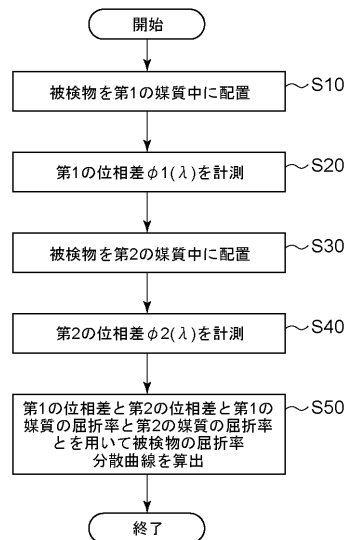 開始
被検物を第1の媒質中に配置
S10
第1の位相差φ1(λ)を計測
S20
被検物を第2の媒質中に配置
S30
第2の位相差φ2(λ)を計測
S40
第1の位相差と第2の位相差と第1の
媒質の屈折率と第2の媒質の屈折率
とを用いて被検物の屈折率
分散曲線を算出
S50
終了